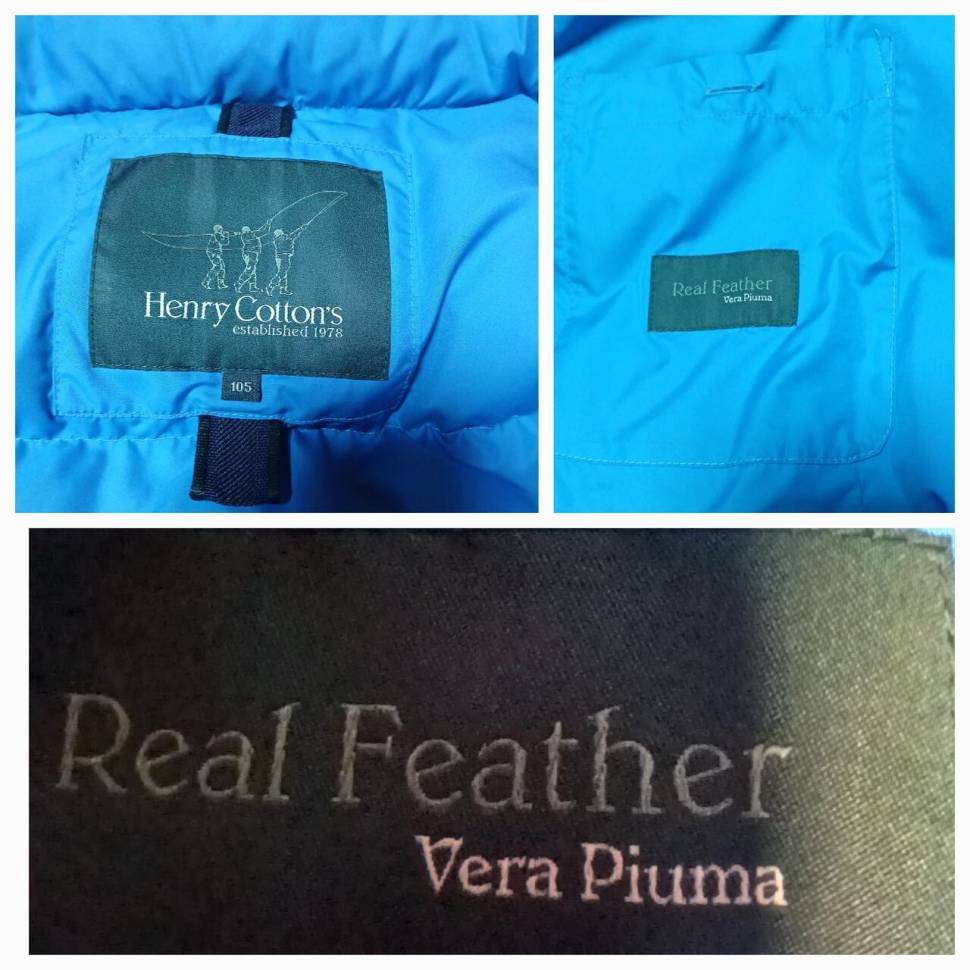 Henry Cotton's
established 1978
105
Real Feather
Vera Piuma
Real Feather
Vera Piuma